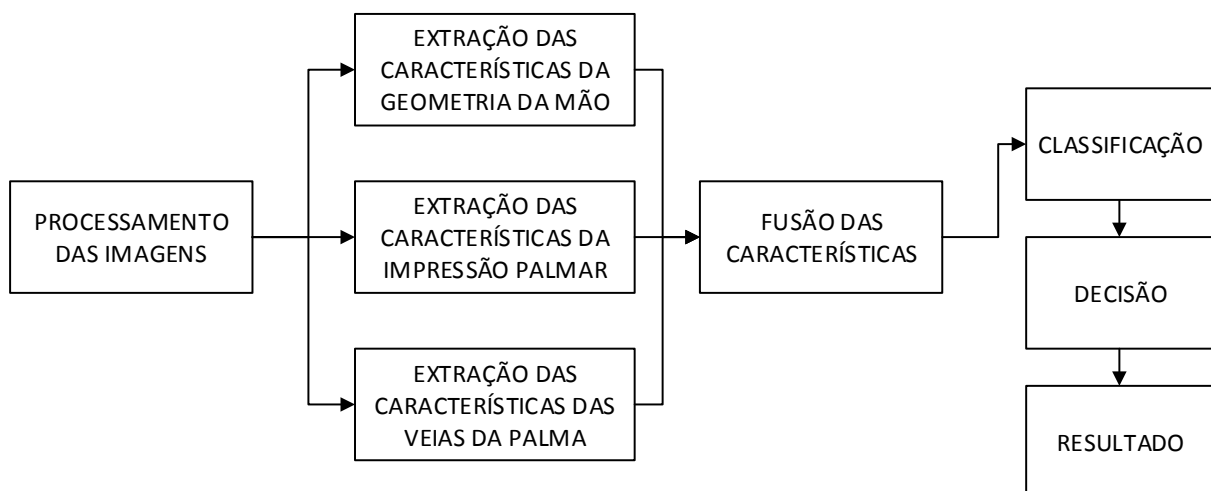 PROCESSAMENTO
DAS IMAGENS
EXTRAÇÃO DAS
CARACTERÍSTICAS DA
GEOMETRIA DA MÃO
EXTRAÇÃO DAS
CARACTERÍSTICAS DA
IMPRESSÃO PALMAR
EXTRAÇÃO DAS
CARACTERÍSTICAS DAS
VEIAS DA PALMA
FUSÃO DAS
CARACTERÍSTICAS
CLASSIFICAÇÃO
DECISÃO
RESULTADO